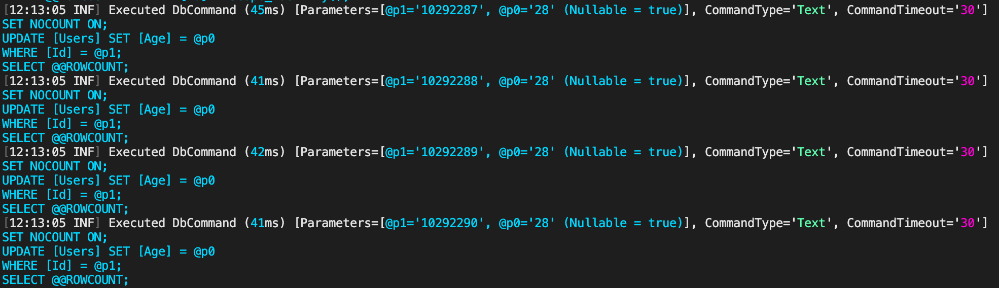 [12:13:05 INF] Executed DbCommand (45ms) [Parameters=[@p1='10292287', @p0='28' (Nullable = true)], CommandType='Text', CommandTimeout='30']
SET NOCOUNT ON;
UPDATE [Users] SET [Age] = @p0
WHERE [Id] = @p1;
SELECT @@ROWCOUNT;
[12:13:05 INF] Executed DbCommand (41ms) [Parameters=[@p1='10292288', @p0='28' (Nullable = true)], CommandType='Text', CommandTimeout='30']
SET NOCOUNT ON;
UPDATE [Users] SET [Age] = @p0
WHERE [Id] = @p1;
SELECT @@ROWCOUNT;
[12:13:05 INF] Executed DbCommand (42ms) [Parameters=[@p1='10292289', @p0='28' (Nullable = true)], CommandType='Text', CommandTimeout='30']
SET NOCOUNT ON;
UPDATE [Users] SET [Age] = @p0
WHERE [Id] = @p1;
SELECT @@ROWCOUNT;
[12:13:05 INF] Executed DbCommand (41ms) [Parameters=[@p1='10292290', @p0='28' (Nullable = true)], CommandType='Text', CommandTimeout='30']
SET NOCOUNT ON;
UPDATE [Users] SET [Age] = @p0
WHERE [Id] = @p1;
SELECT @@ROWCOUNT;